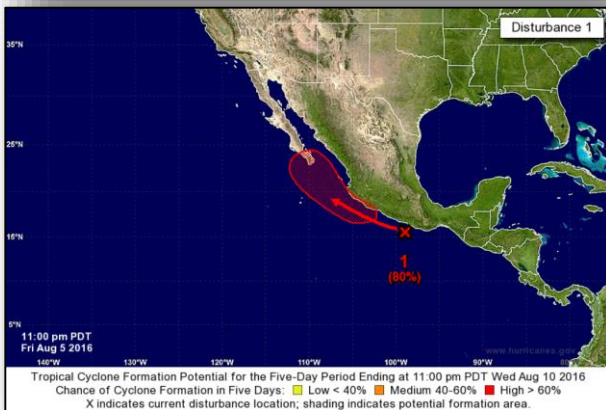 Disturbance 1
35°N
25°N
15°N
5°N
1
(80%)
11:00 pm PDT
Fri Aug 5 2016
www.hurricanes.gov
140°W
130°W
120°W
110°W
100°W
90°W
Tropical Cyclone Formation Potential for the Five-Day Period Ending at 11:00 pm PDT Wed Aug 10 2016
Chance of Cyclone Formation in Five Days: Low < 40% Medium 40-60% High > 60%
X indicates current disturbance location; shading indicates potential formation area.